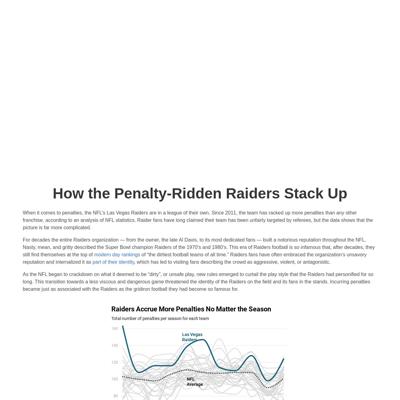 How the Penalty-Ridden Raiders Stack Up
When it comes to penalties, the NFL's Las Vegas Raiders are in a league of their own. Since 2011, the team has racked up more penalties than any other
franchise, according to an analysis of NFL statistics. Raider fans have long claimed their team has been unfairly targeted by referees, but the data shows that the
picture is far more complicated.
For decades the entire Raiders organization — from the owner, the late Al Davis, to its most dedicated fans — built a notorious reputation throughout the NFL.
Nasty, mean, and gritty described the Super Bowl champion Raiders of the 1970's and 1980's. This era of Raiders football is so infamous that, after decades, they
still find themselves at the top of modern day rankings of "the dirtiest football teams of all time." Raiders fans have often embraced the organization's unsavory
reputation and internalized it as part of their identity, which has led to visiting fans describing the crowd as aggressive, violent, or antagonistic.
As the NFL began to crackdown on what it deemed to be "dirty", or unsafe play, new rules emerged to curtail the play style that the Raiders had personified for so
long. This transition towards a less viscous and dangerous game threatened the identity of the Raiders on the field and its fans in the stands. Incurring penalties
became just as associated with the Raiders as the gridiron football they had become so famous for.
Raiders Accrue More Penalties No Matter the Season
Total number of penalties per season for each team
160
Las Vegas
Raiders
140
120
NFL
Average
100
80